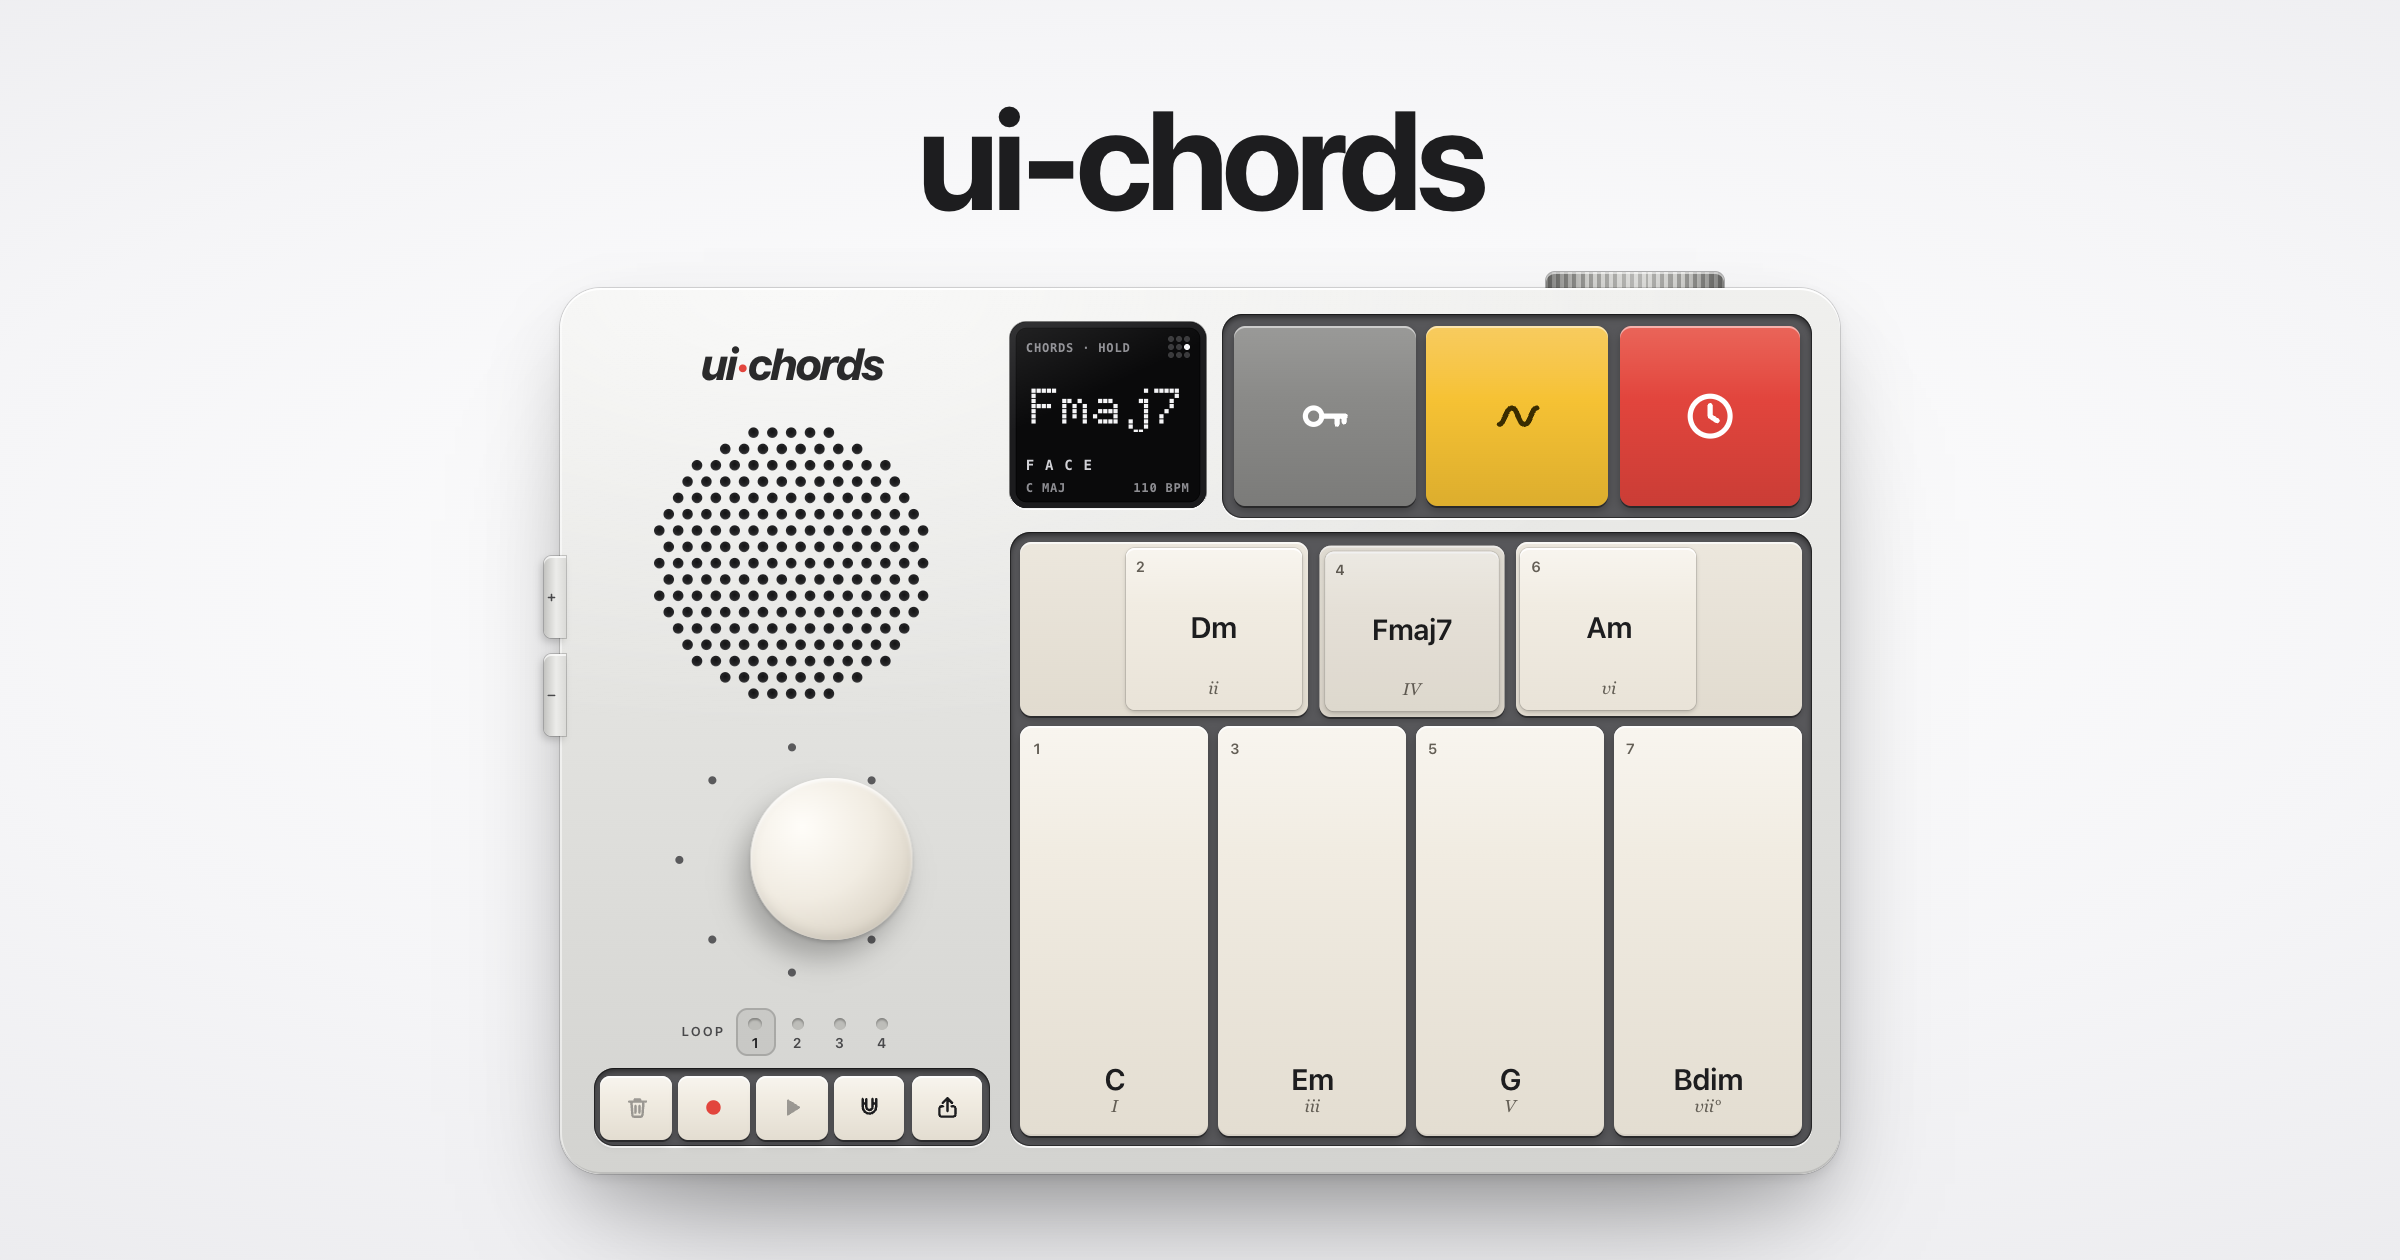 ui-chords
ui·chords
CHORDS · HOLD
Fmaj7
F A C E
C MAJ 110 BPM
+
−
2
Dm
ii
4
Fmaj7
IV
6
Am
vi
1
C
I
3
Em
iii
5
G
V
7
Bdim
vii°
LOOP 1 2 3 4